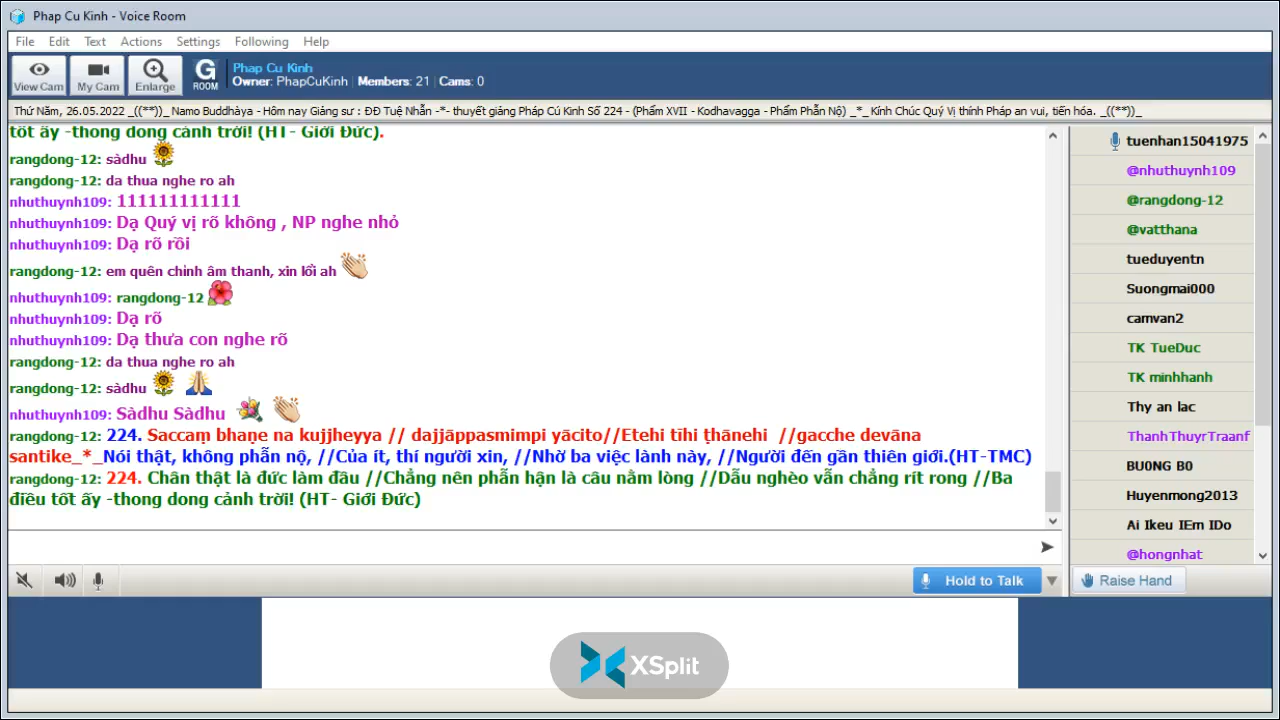 Phap Cu Kinh - Voice Room
File Edit Text Actions Settings Following Help
View Cam My Cam Enlarge G ROOM
Phap Cu Kinh
Owner: PhapCuKinh Members: 21 Cams: 0
Thứ Năm, 26.05.2022 _((**))_ Namo Buddhàya - Hôm nay Giảng sư : ĐĐ Tuệ Nhẫn -*- thuyết giảng Pháp Cú Kinh Số 224 - (Phẩm XVII - Kodhavagga - Phẩm Phẫn Nộ) _*_ Kính Chúc Quý Vị thính Pháp an vui, tiến hóa. _((**))_
tốt ấy -thong dong cảnh trời! (HT- Giới Đức).
rangdong-12: sàdhu
rangdong-12: da thua nghe ro ah
nhuthuynh109: 111111111111
nhuthuynh109: Dạ Quý vị rõ không , NP nghe nhỏ
nhuthuynh109: Dạ rõ rồi
rangdong-12: em quên chỉnh âm thanh, xin lổi ah
nhuthuynh109: rangdong-12
nhuthuynh109: Dạ rõ
nhuthuynh109: Dạ thưa con nghe rõ
rangdong-12: da thua nghe ro ah
rangdong-12: sàdhu
nhuthuynh109: Sàdhu Sàdhu
rangdong-12: 224. Saccaṃ bhaṇe na kujjheyya // dajjāppasmimpi yācito//Etehi tīhi ṭhānehi //gacche devāna
santike_*_Nói thật, không phẫn nộ, //Của ít, thí người xin, //Nhờ ba việc lành này, //Người đến gần thiên giới.(HT-TMC)
rangdong-12: 224. Chân thật là đức làm đầu //Chẳng nên phẫn hận là câu nằm lòng //Dẫu nghèo vẫn chẳng rít rong //Ba
điều tốt ấy -thong dong cảnh trời! (HT- Giới Đức)
tuenhan15041975
@nhuthuynh109
@rangdong-12
@vatthana
tueduyentn
Suongmai000
camvan2
TK TueDuc
TK minhhanh
Thy an lac
ThanhThuyrTraanf
BU0NG B0
Huyenmong2013
Ai Ikeu IEm IDo
@hongnhat
Hold to Talk
Raise Hand
XSplit